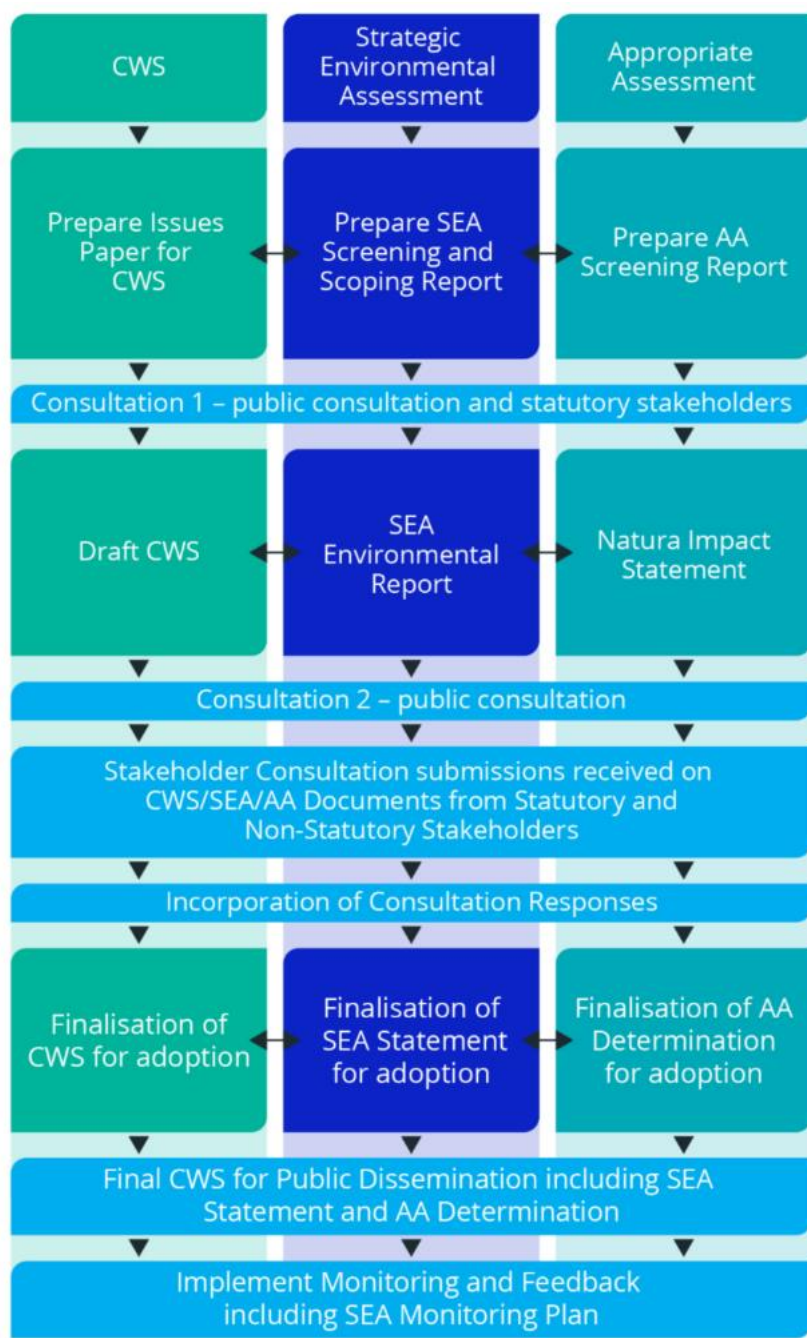 CWS
Strategic
Environmental
Assessment
Appropriate
Assessment
Prepare Issues
Paper for
CWS
Prepare SEA
Screening and
Scoping Report
Prepare AA
Screening Report
Consultation 1 – public consultation and statutory stakeholders
Draft CWS
SEA
Environmental
Report
Natura Impact
Statement
Consultation 2 – public consultation
Stakeholder Consultation submissions received on
CWS/SEA/AA Documents from Statutory and
Non-Statutory Stakeholders
Incorporation of Consultation Responses
Finalisation of
CWS for adoption
Finalisation of
SEA Statement
for adoption
Finalisation of AA
Determination
for adoption
Final CWS for Public Dissemination including SEA
Statement and AA Determination
Implement Monitoring and Feedback
including SEA Monitoring Plan